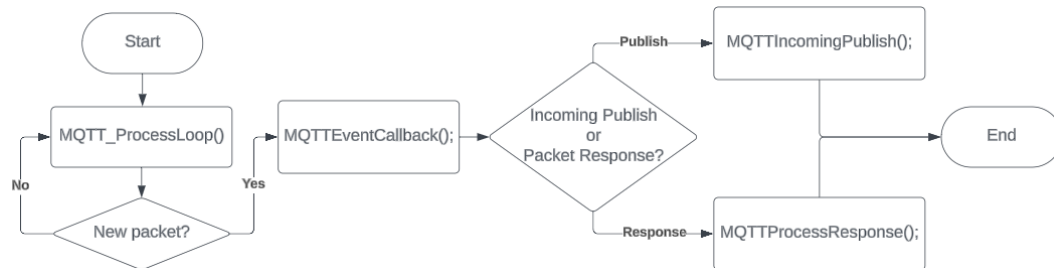 Start
MQTT_ProcessLoop()
New packet?
No
Yes
MQTTEventCallback();
Incoming Publish
or
Packet Response?
Publish
MQTTIncomingPublish();
Response
MQTTProcessResponse();
End